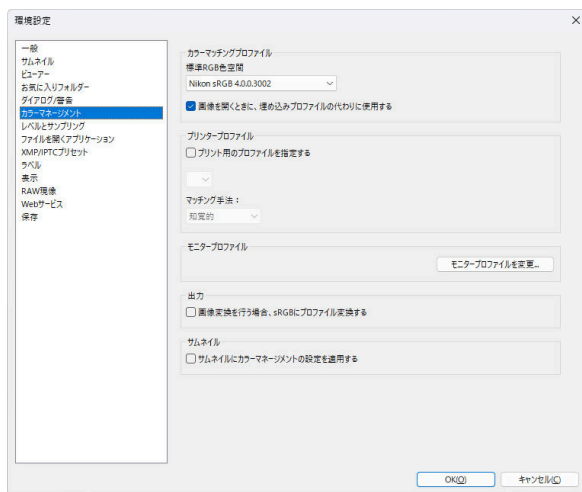 環境設定
一般
サムネイル
ビューアー
お気に入りフォルダー
ダイアログ/警告
カラーマネージメント
レベルとサンプリング
ファイルを開くアプリケーション
XMP/IPTCプリセット
ラベル
表示
RAW現像
Webサービス
保存
カラーマッチングプロファイル
標準RGB色空間
Nikon sRGB 4.0.0.3002
画像を開くときに、埋め込みプロファイルの代わりに使用する
プリンタープロファイル
プリント用のプロファイルを指定する
マッチング手法：
知覚的
モニタープロファイル
モニタープロファイルを変更...
出力
画像変換を行う場合、sRGBにプロファイル変換する
サムネイル
サムネイルにカラーマネージメントの設定を適用する
OK(O)
キャンセル(C)